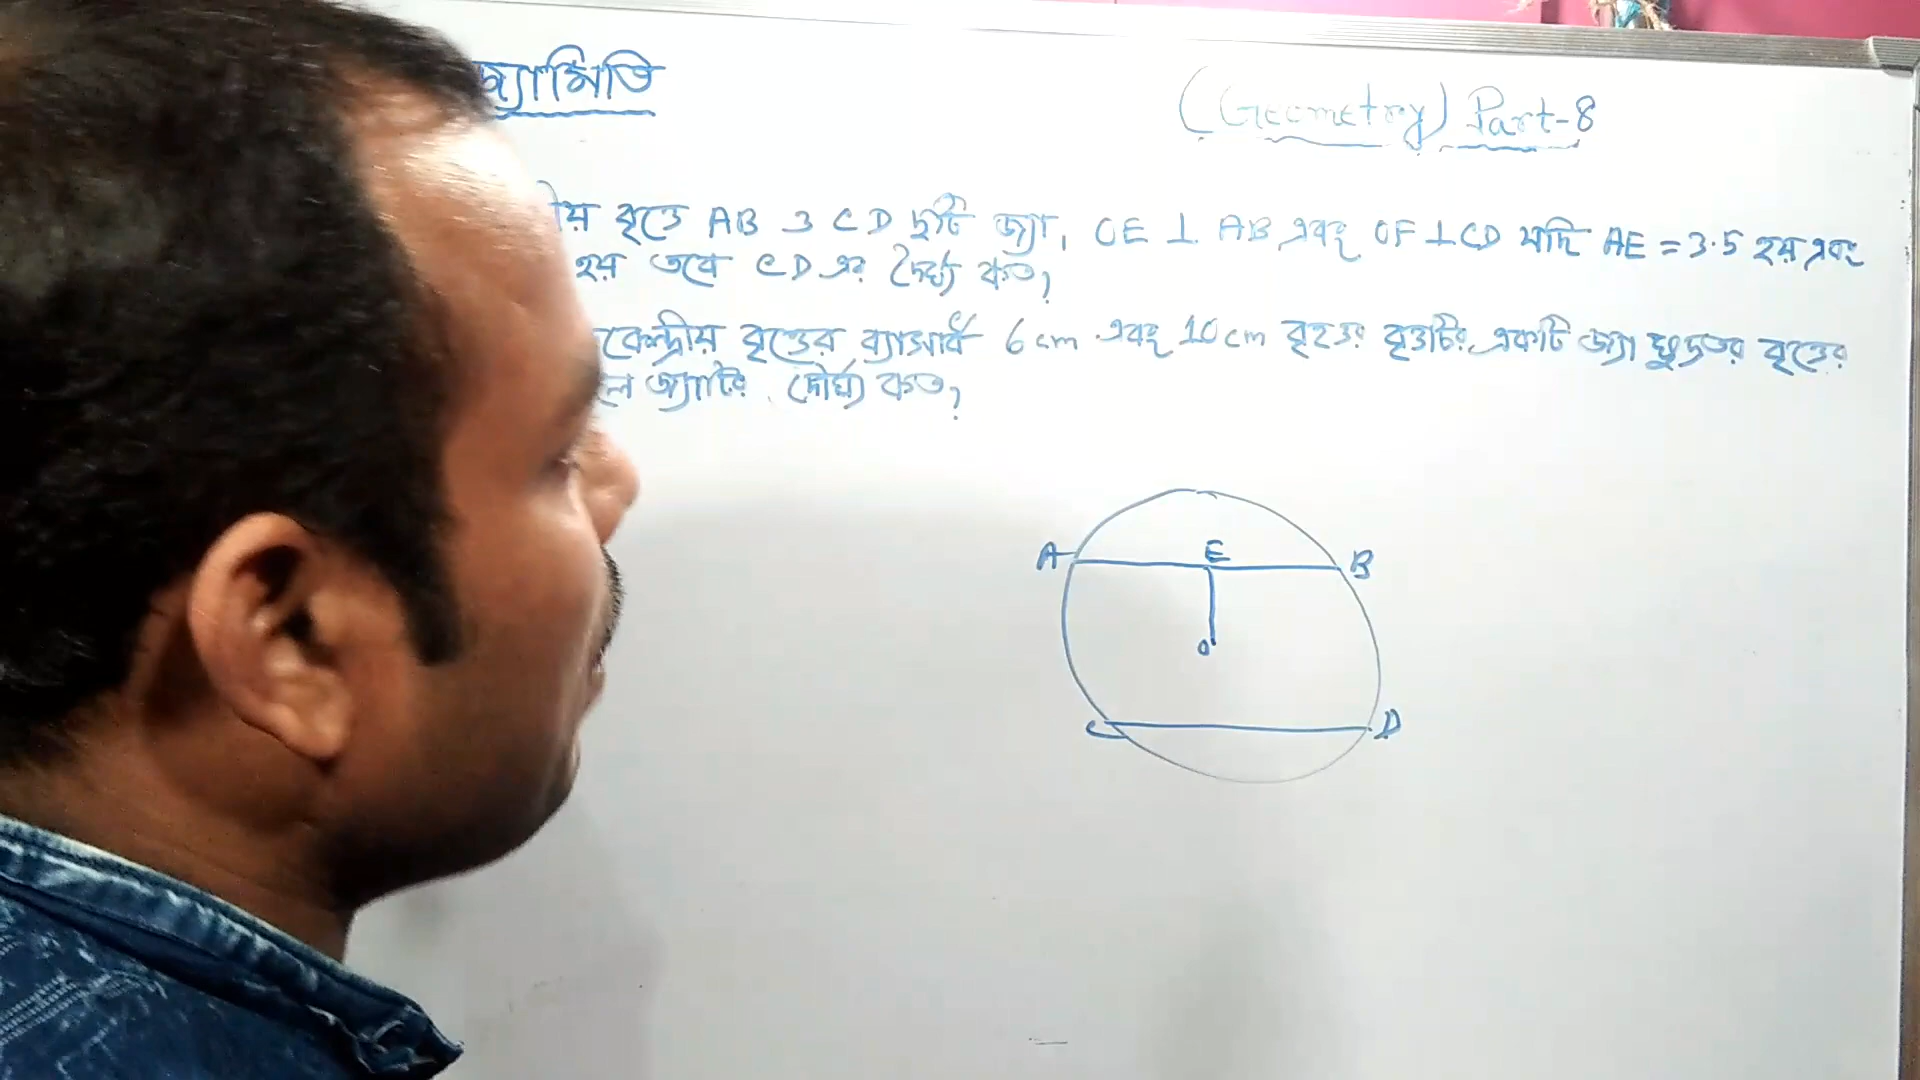 জ্যামিতি
(Geometry) Part-8
বৃত্তে AB ও CD দুটি জ্যা, OE ⊥ AB এবং OF ⊥ CD যদি AE = 3.5 হয় এবং
হয় তবে CD এর দৈর্ঘ্য কত?
কেন্দ্রীয় বৃত্তের ব্যাসার্ধ 6 cm এবং 10 cm বৃহত্তর বৃত্তটির একটি জ্যা ক্ষুদ্রতর বৃত্তের
জ্যাটির দৈর্ঘ্য কত?
A E B
O
C D